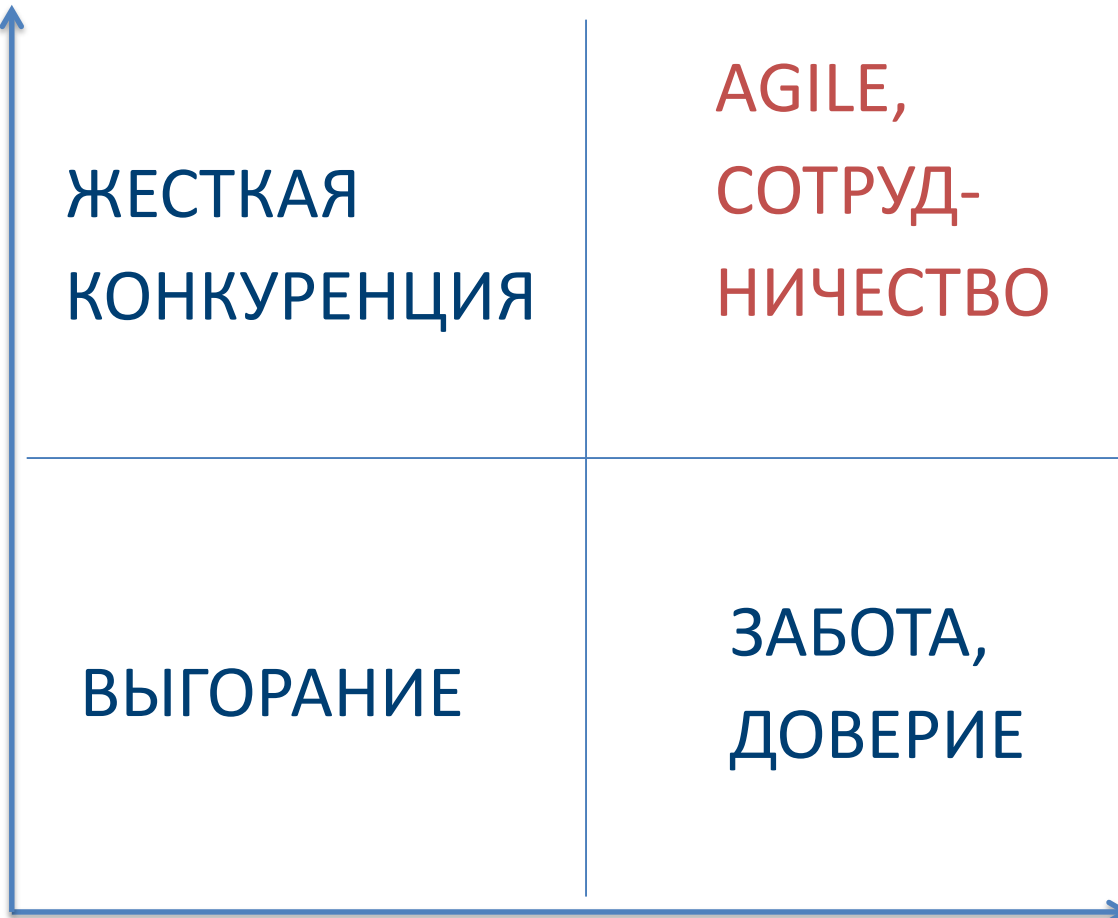 ЖЕСТКАЯ
КОНКУРЕНЦИЯ
AGILE,
СОТРУД-
НИЧЕСТВО
ВЫГОРАНИЕ
ЗАБОТА,
ДОВЕРИЕ